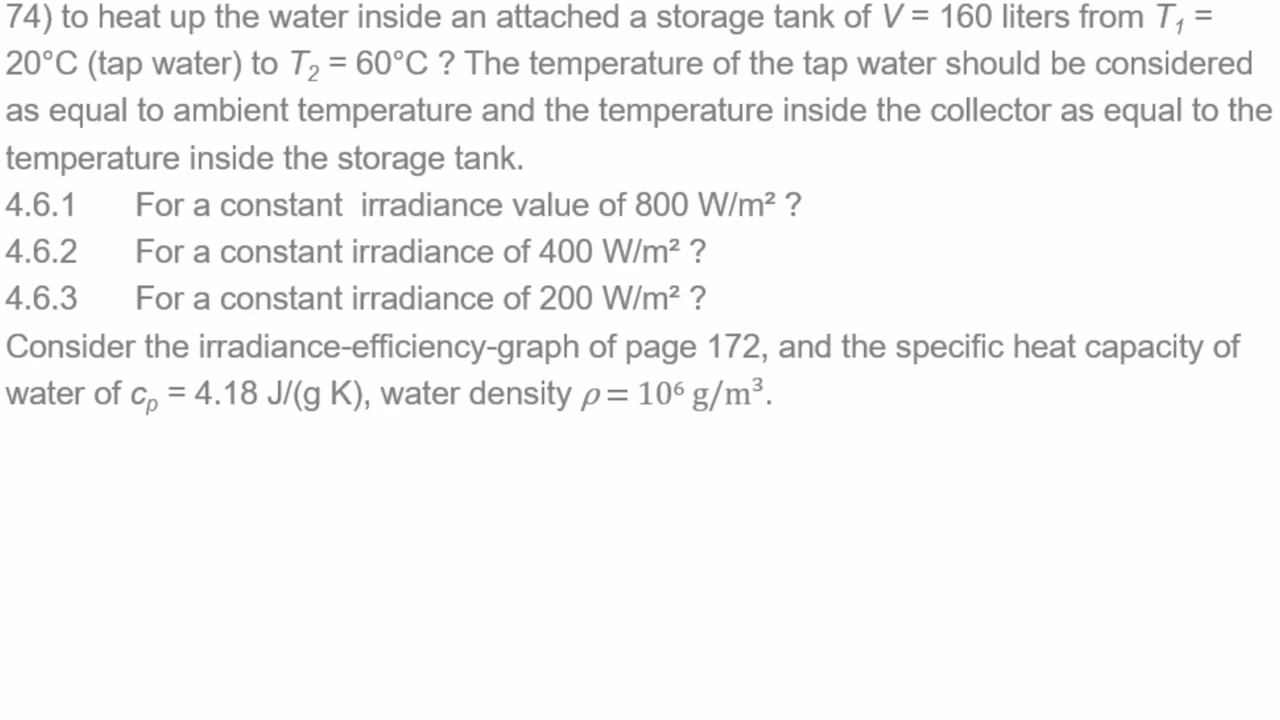 74) to heat up the water inside an attached a storage tank of V = 160 liters from T₁ =
20°C (tap water) to T₂ = 60°C ? The temperature of the tap water should be considered
as equal to ambient temperature and the temperature inside the collector as equal to the
temperature inside the storage tank.
4.6.1 For a constant irradiance value of 800 W/m² ?
4.6.2 For a constant irradiance of 400 W/m² ?
4.6.3 For a constant irradiance of 200 W/m² ?
Consider the irradiance-efficiency-graph of page 172, and the specific heat capacity of
water of cₚ = 4.18 J/(g K), water density ρ = 10⁶ g/m³.